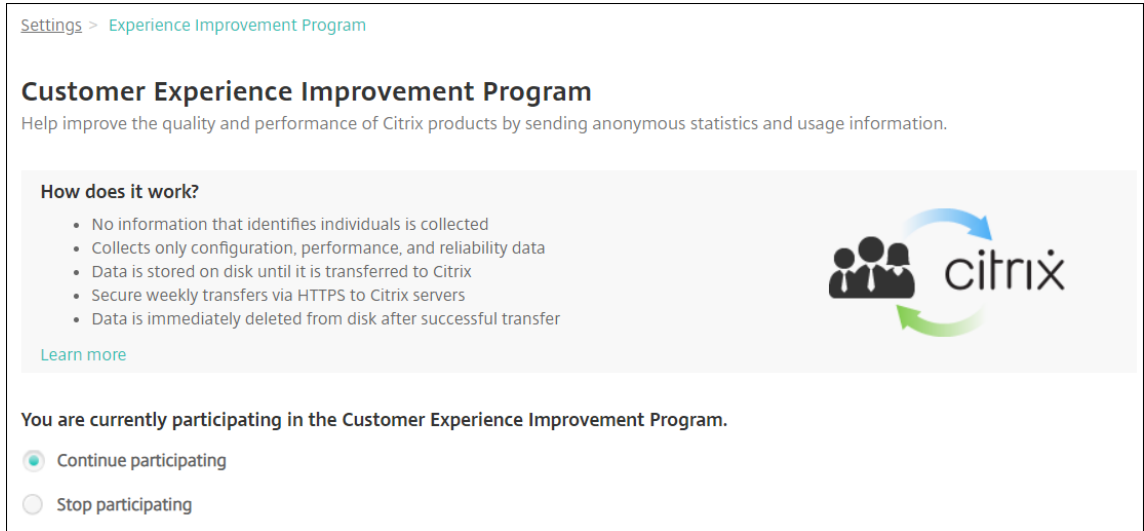 Settings > Experience Improvement Program
Customer Experience Improvement Program
Help improve the quality and performance of Citrix products by sending anonymous statistics and usage information.
How does it work?
• No information that identifies individuals is collected
• Collects only configuration, performance, and reliability data
• Data is stored on disk until it is transferred to Citrix
• Secure weekly transfers via HTTPS to Citrix servers
• Data is immediately deleted from disk after successful transfer
citrix
Learn more
You are currently participating in the Customer Experience Improvement Program.
Continue participating
Stop participating